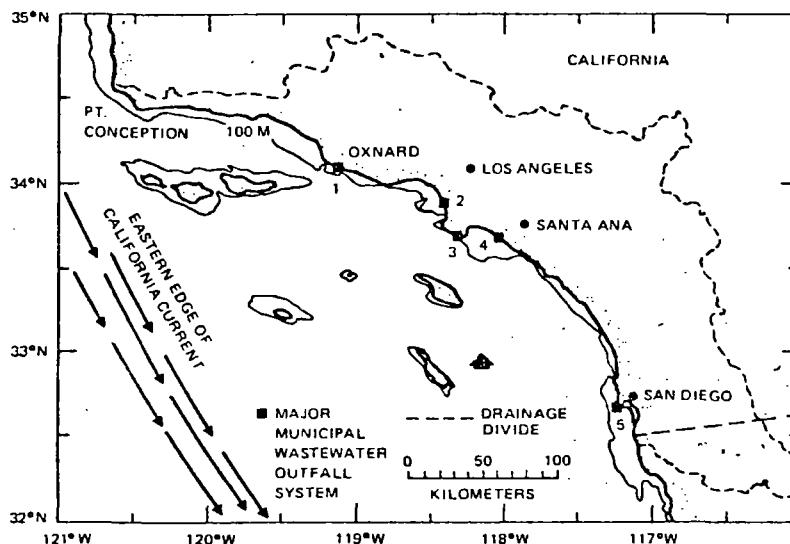 35°N
CALIFORNIA
PT.
CONCEPTION
100 M
OXNARD
LOS ANGELES
34°N
1
2
SANTA ANA
3
4
EASTERN EDGE OF
CALIFORNIA CURRENT
33°N
SAN DIEGO
5
MAJOR
MUNICIPAL
WASTEWATER
OUTFALL
SYSTEM
DRAINAGE
DIVIDE
0 50 100
KILOMETERS
32°N
121°W 120°W 119°W 118°W 117°W